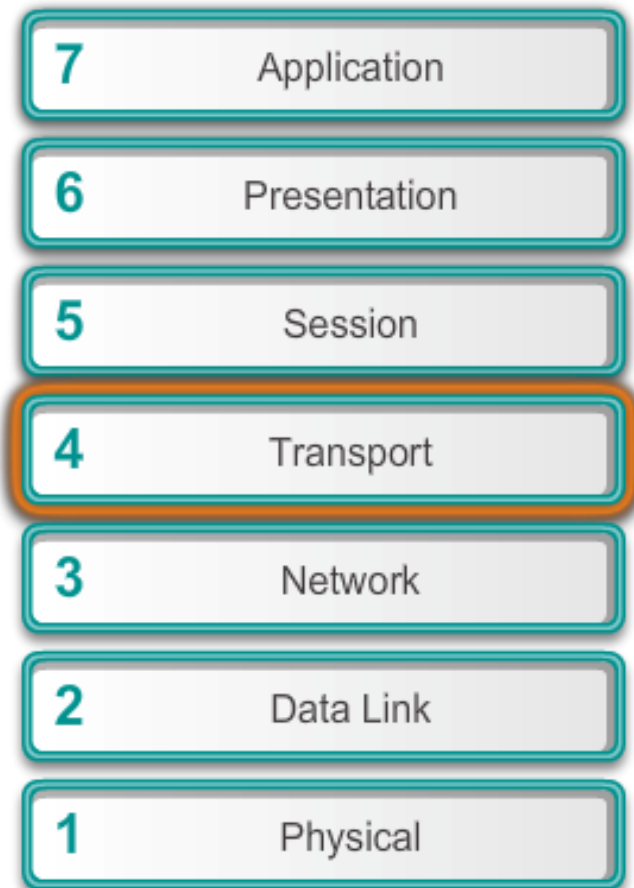 7 Application
6 Presentation
5 Session
4 Transport
3 Network
2 Data Link
1 Physical